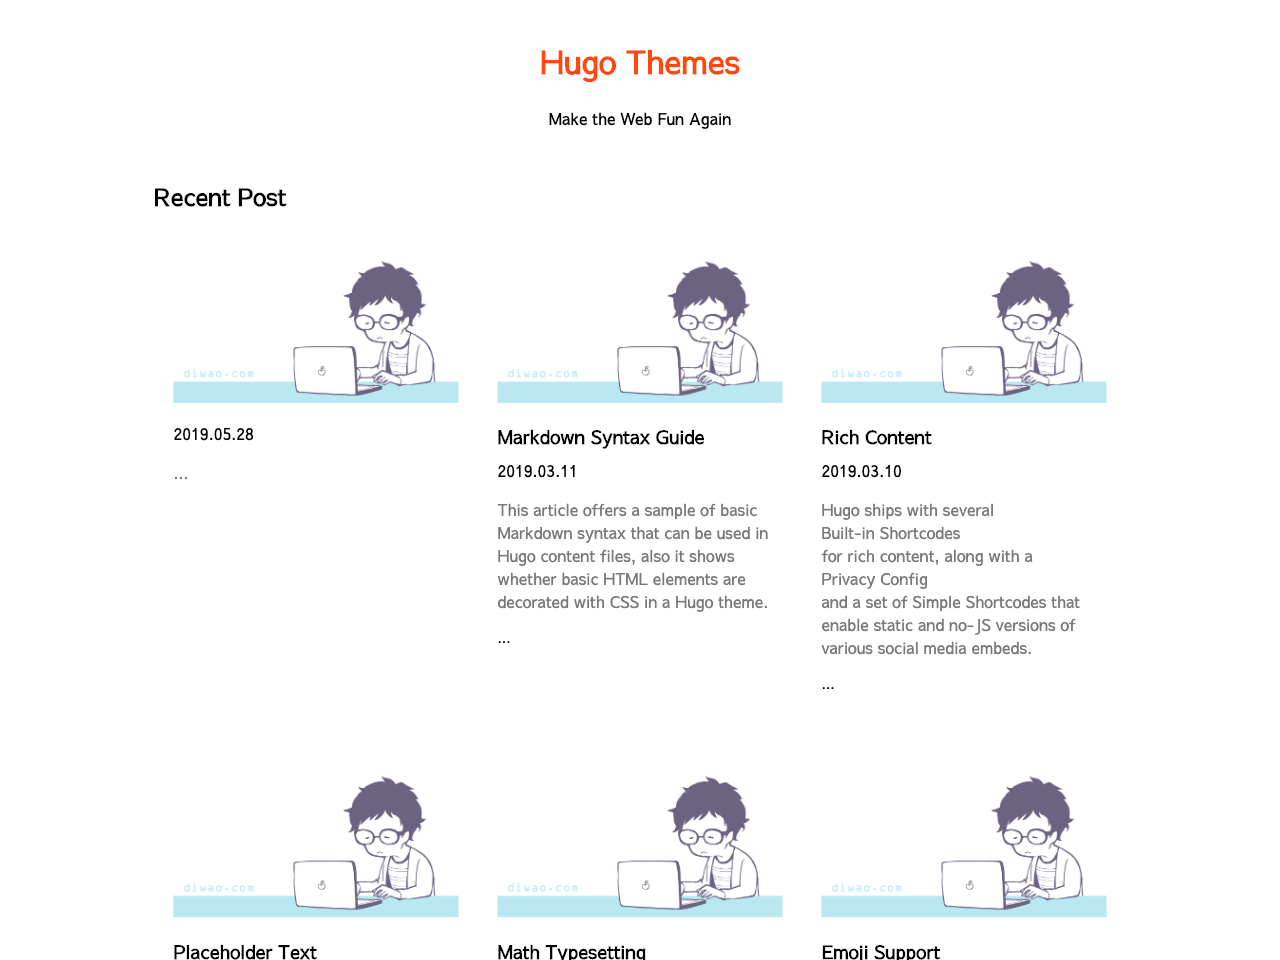 Hugo Themes
Make the Web Fun Again
Recent Post
diwao.com
diwao.com
diwao.com
2019.05.28
...
Markdown Syntax Guide
2019.03.11
This article offers a sample of basic
Markdown syntax that can be used in
Hugo content files, also it shows
whether basic HTML elements are
decorated with CSS in a Hugo theme.
...
Rich Content
2019.03.10
Hugo ships with several
Built-in Shortcodes
for rich content, along with a
Privacy Config
and a set of Simple Shortcodes that
enable static and no-JS versions of
various social media embeds.
...
diwao.com
diwao.com
diwao.com
Placeholder Text
Math Typesetting
Emoji Support